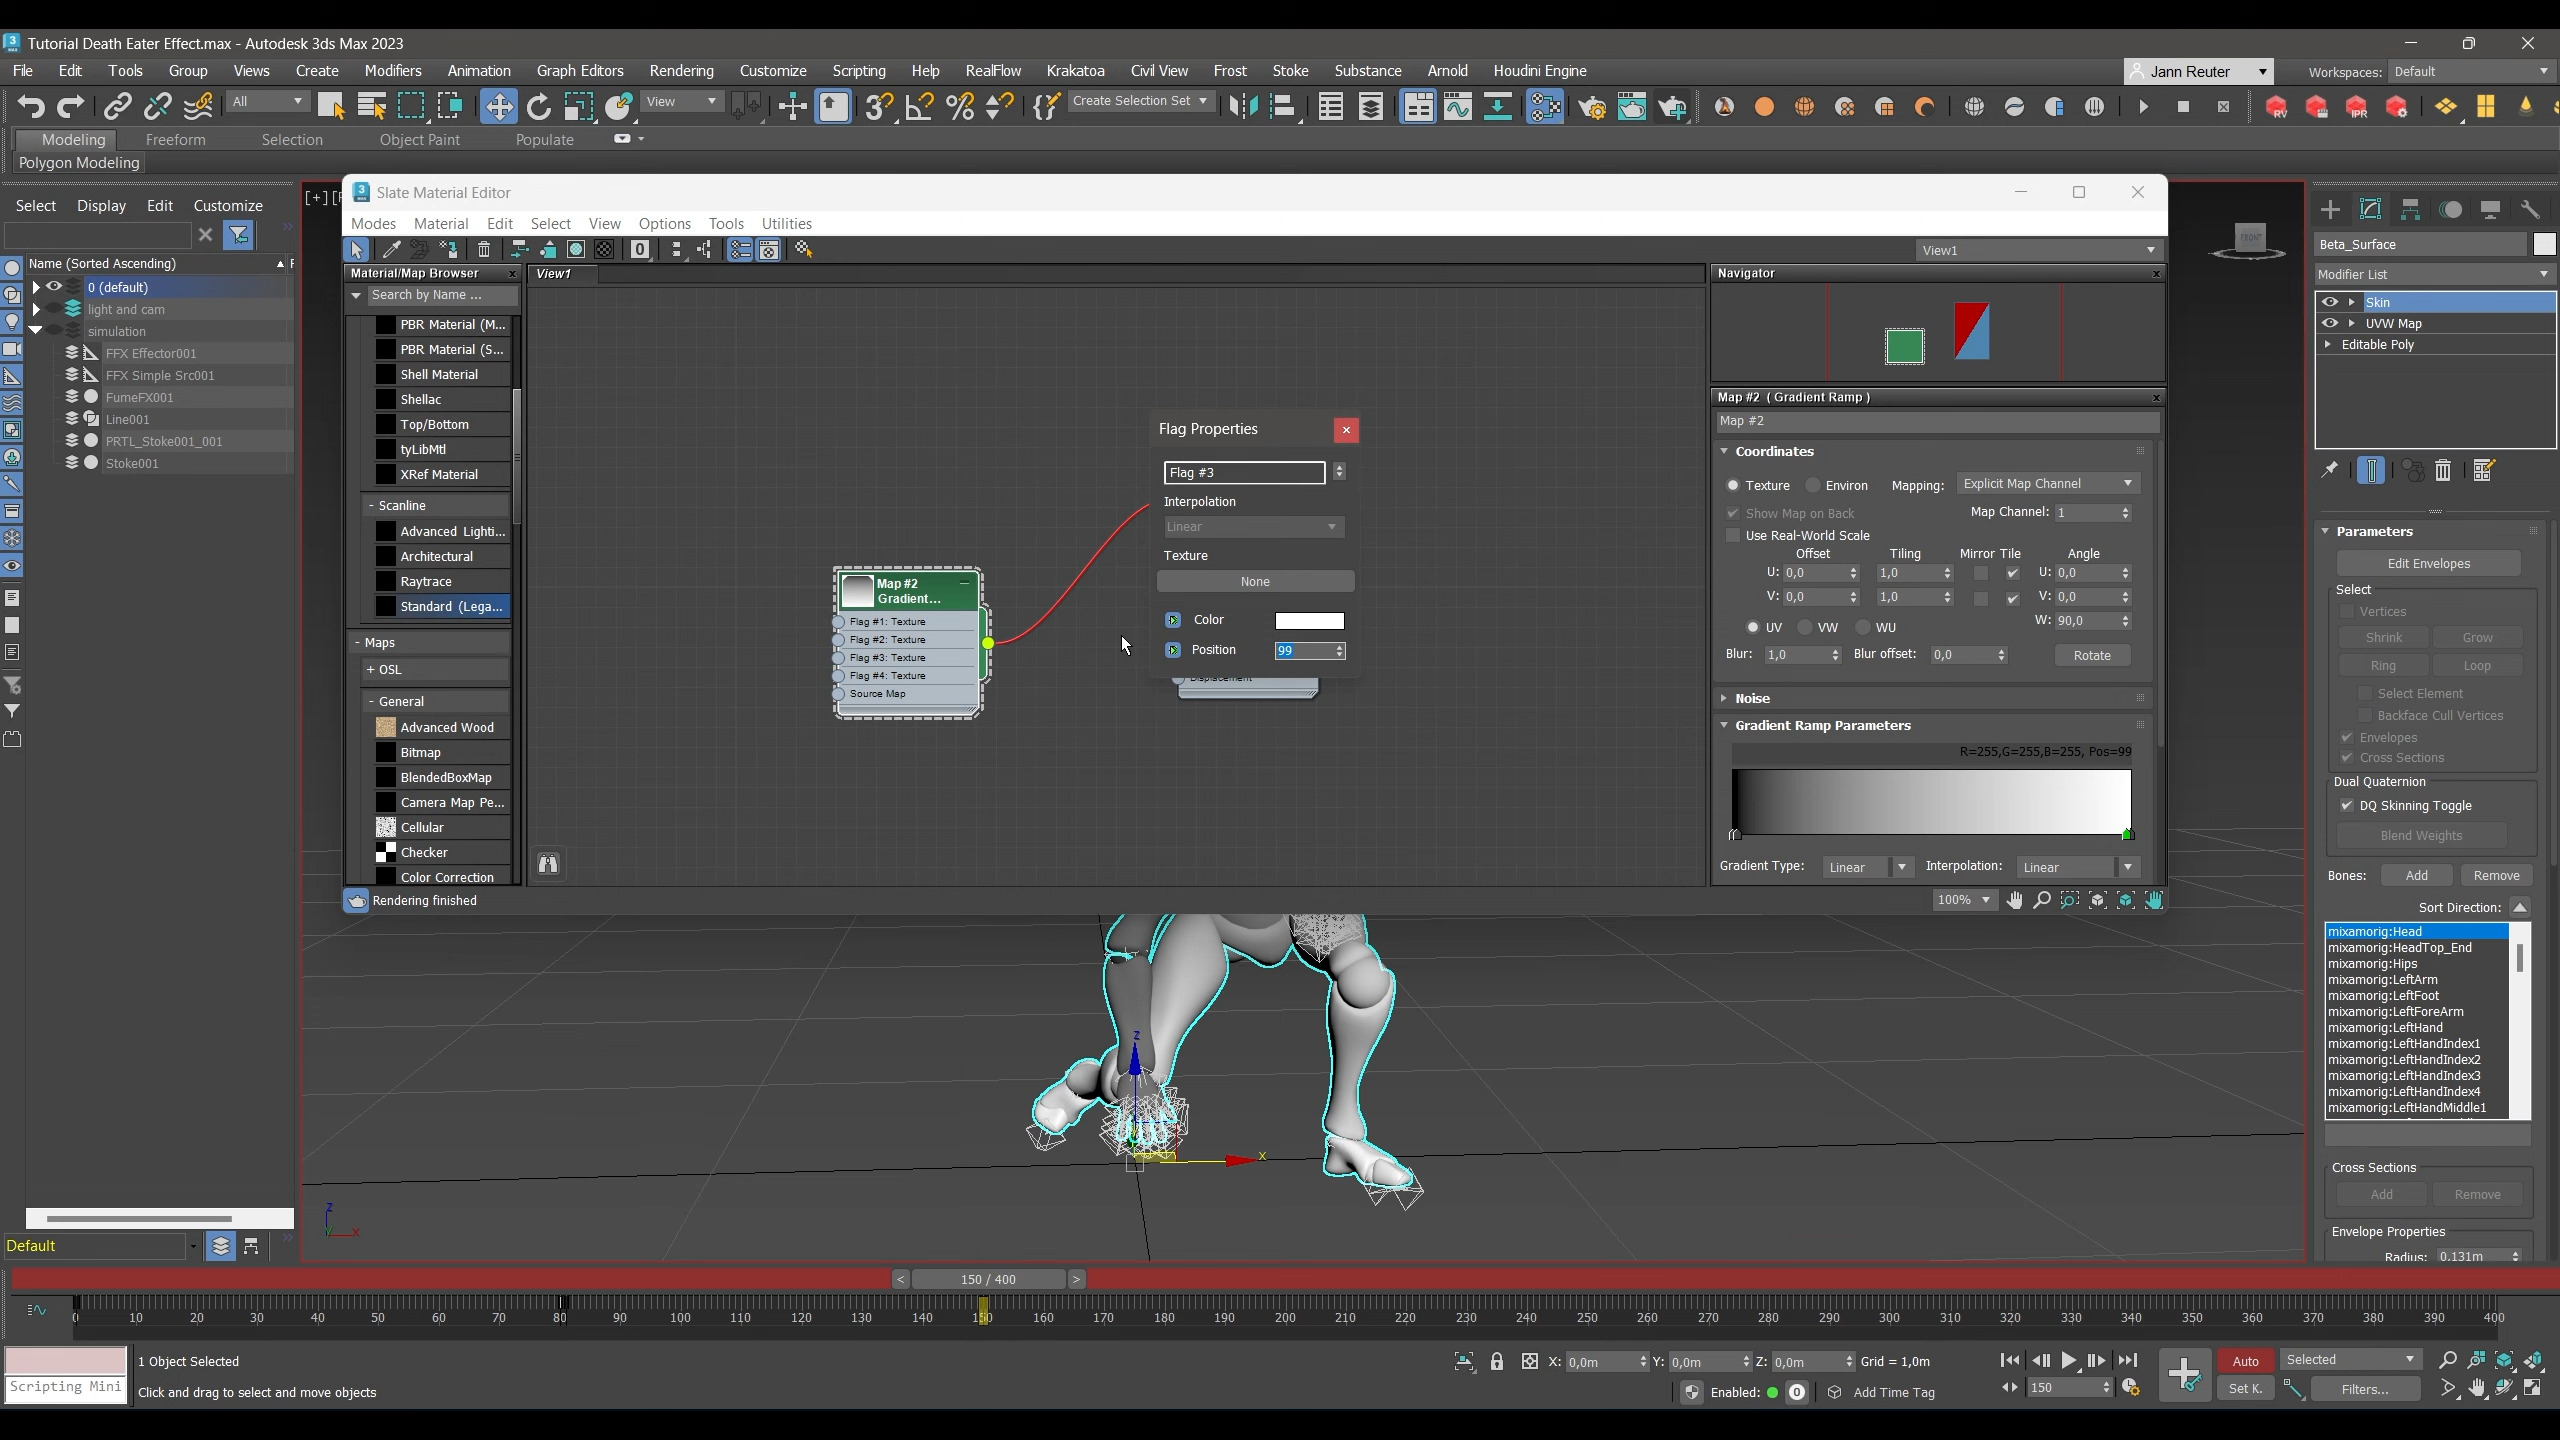 Tutorial Death Eater Effect.max - Autodesk 3ds Max 2023
File Edit Tools Group Views Create Modifiers Animation Graph Editors Rendering Customize Scripting Help RealFlow Krakatoa Civil View Frost Stoke Substance Arnold Houdini Engine
Jann Reuter Workspaces: Default
All View Create Selection Set
Modeling Freeform Selection Object Paint Populate
Polygon Modeling
Select Display Edit Customize
Name (Sorted Ascending)
0 (default)
light and cam
simulation
FFX Effector001
FFX Simple Src001
FumeFX001
Line001
PRTL_Stoke001_001
Stoke001
Default
Slate Material Editor
Modes Material Edit Select View Options Tools Utilities
View1
Material/Map Browser
Search by Name ...
PBR Material (M...
PBR Material (S...
Shell Material
Shellac
Top/Bottom
tyLibMtl
XRef Material
- Scanline
Advanced Lighti...
Architectural
Raytrace
Standard (Lega...
- Maps
+ OSL
- General
Advanced Wood
Bitmap
BlendedBoxMap
Camera Map Pe...
Cellular
Checker
Color Correction
Rendering finished
View1
Map #2
Gradient...
Flag #1: Texture
Flag #2: Texture
Flag #3: Texture
Flag #4: Texture
Source Map
Flag Properties
Flag #3
Interpolation
Linear
Texture
None
Color
Position 99
Displacement
Navigator
Map #2 ( Gradient Ramp )
Map #2
Coordinates
Texture Environ Mapping: Explicit Map Channel
Show Map on Back Map Channel: 1
Use Real-World Scale
Offset Tiling Mirror Tile Angle
U: 0,0 1,0 U: 0,0
V: 0,0 1,0 V: 0,0
W: 90,0
UV VW WU
Blur: 1,0 Blur offset: 0,0 Rotate
Noise
Gradient Ramp Parameters
R=255,G=255,B=255, Pos=99
Gradient Type: Linear Interpolation: Linear
100%
FRONT
Beta_Surface
Modifier List
Skin
UVW Map
Editable Poly
Parameters
Edit Envelopes
Select
Vertices
Shrink Grow
Ring Loop
Select Element
Backface Cull Vertices
Envelopes
Cross Sections
Dual Quaternion
DQ Skinning Toggle
Blend Weights
Bones: Add Remove
Sort Direction:
mixamorig:Head
mixamorig:HeadTop_End
mixamorig:Hips
mixamorig:LeftArm
mixamorig:LeftFoot
mixamorig:LeftForeArm
mixamorig:LeftHand
mixamorig:LeftHandIndex1
mixamorig:LeftHandIndex2
mixamorig:LeftHandIndex3
mixamorig:LeftHandIndex4
mixamorig:LeftHandMiddle1
Cross Sections
Add Remove
Envelope Properties
Radius: 0,131m
z
x
z
x
< 150 / 400 >
0 10 20 30 40 50 60 70 80 90 100 110 120 130 140 150 160 170 180 190 200 210 220 230 240 250 260 270 280 290 300 310 320 330 340 350 360 370 380 390 400
1 Object Selected
Scripting Mini
Click and drag to select and move objects
X: 0,0m Y: 0,0m Z: 0,0m Grid = 1,0m
Enabled: 0 Add Time Tag
150
Auto Selected
Set K. Filters...